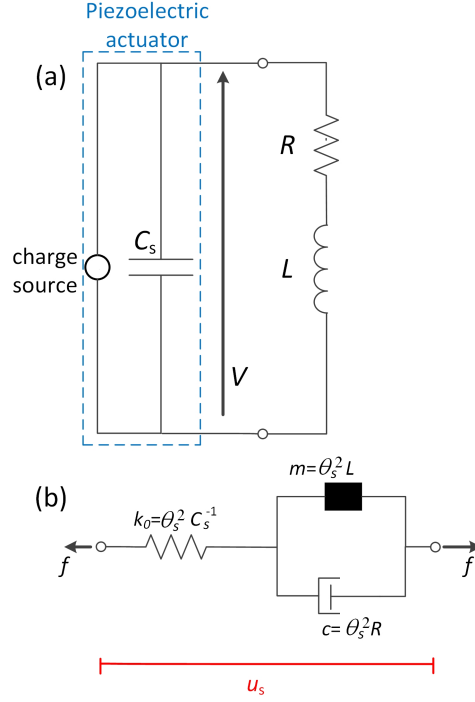 Piezoelectric
actuator
(a)
R
Cₛ
charge
source
L
V
(b)
m=θₛ²L
k₀=θₛ²Cₛ⁻¹
f
f
c=θₛ²R
uₛ